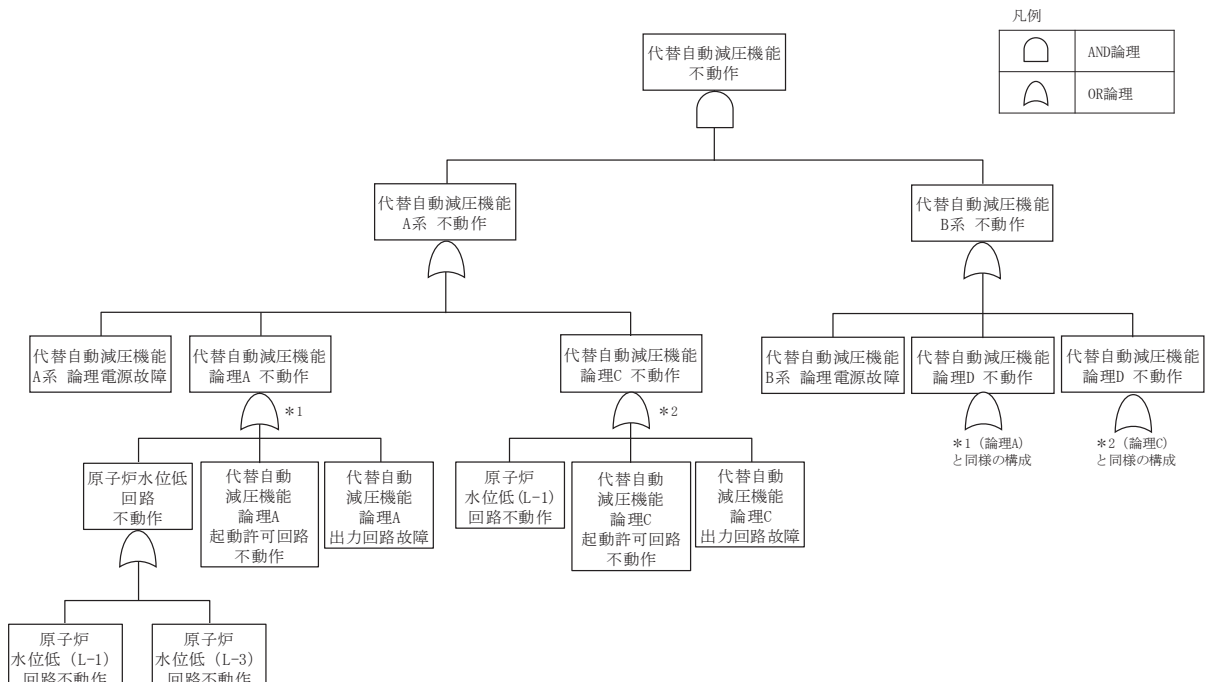 凡例
AND論理
OR論理
代替自動減圧機能
不動作
代替自動減圧機能
A系 不動作
代替自動減圧機能
B系 不動作
代替自動減圧機能
A系 論理電源故障
代替自動減圧機能
論理A 不動作
代替自動減圧機能
論理C 不動作
代替自動減圧機能
B系 論理電源故障
代替自動減圧機能
論理D 不動作
代替自動減圧機能
論理D 不動作
*1
*2
*1(論理A)
と同様の構成
*2(論理C)
と同様の構成
原子炉水位低
回路
不動作
代替自動
減圧機能
論理A
起動許可回路
不動作
代替自動
減圧機能
論理A
出力回路故障
原子炉
水位低(L-1)
回路不動作
代替自動
減圧機能
論理C
起動許可回路
不動作
代替自動
減圧機能
論理C
出力回路故障
原子炉
水位低(L-1)
回路不動作
原子炉
水位低(L-3)
回路不動作